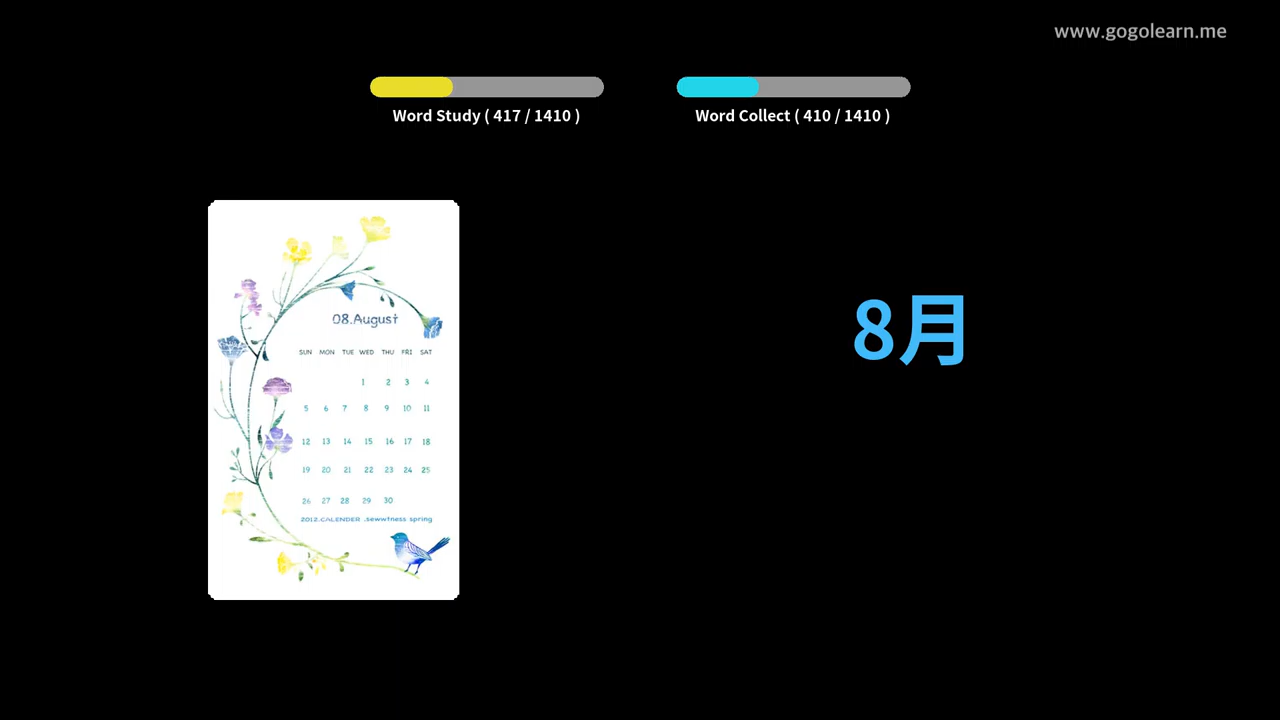 www.gogolearn.me
Word Study ( 417 / 1410 )
Word Collect ( 410 / 1410 )
08.August
SUN MON TUE WED THU FRI SAT
1 2 3 4
5 6 7 8 9 10 11
12 13 14 15 16 17 18
19 20 21 22 23 24 25
26 27 28 29 30
2012.CALENDER .sewwtness spring
8月